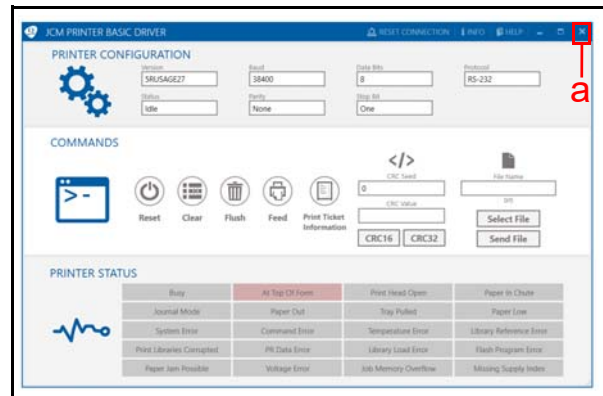 JCM PRINTER BASIC DRIVER RESET CONNECTION INFO HELP
a
PRINTER CONFIGURATION
Version Baud Data Bits Protocol
SRUSAGE27 38400 8 RS-232
Status Parity Stop Bit
Idle None One
COMMANDS
</>
CRC Seed File Name
0
CRC Value
Reset Clear Flush Feed Print Ticket Information
Select File
CRC16 CRC32 Send File
PRINTER STATUS
Busy At Top Of Form Print Head Open Paper In Chute
Journal Mode Paper Out Tray Pulled Paper Low
System Error Command Error Temperature Error Library Reference Error
Print Libraries Corrupted PR Data Error Library Load Error Flash Program Error
Paper Jam Possible Voltage Error Job Memory Overflow Missing Supply Index